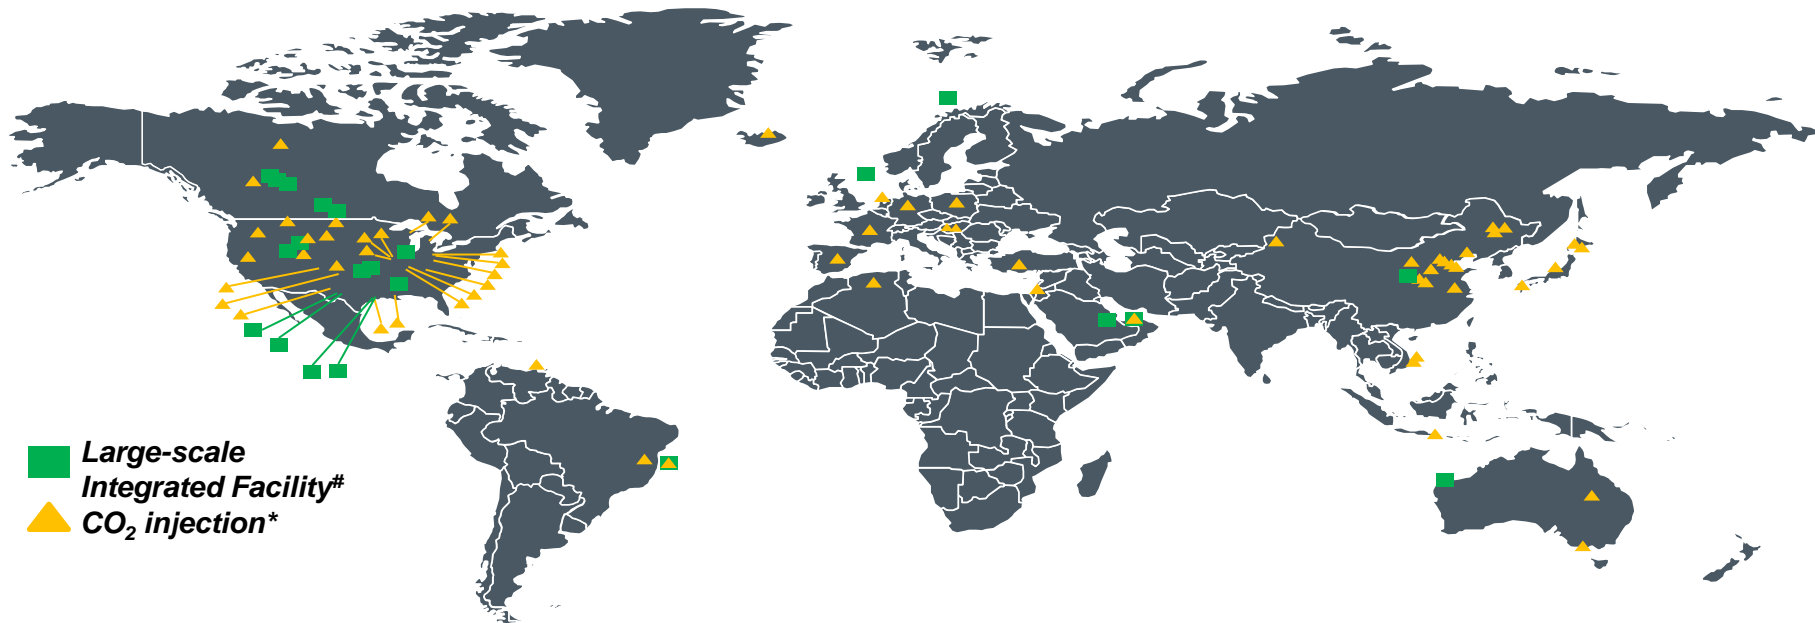 Large-scale
Integrated Facility#
CO₂ injection*